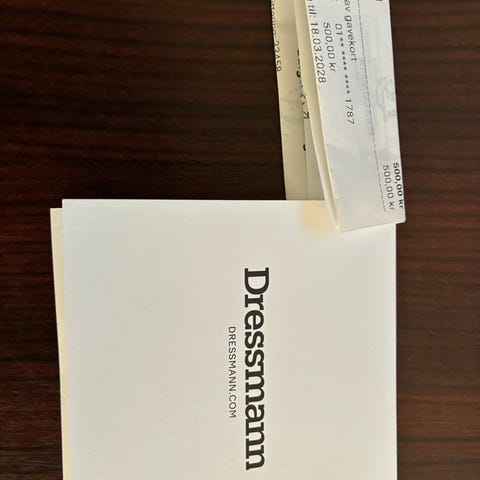 av gavekort
01** **** **** 1787
500,00 kr
til: 18.03.2028
500,00 kr
500,00 kr
Dressmann
DRESSMANN.COM